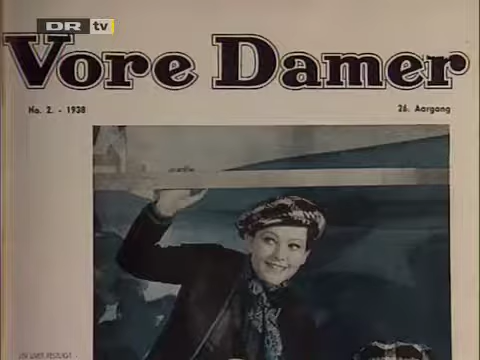 DR tv
Vore Damer
No. 2. - 1938
26. Aargang